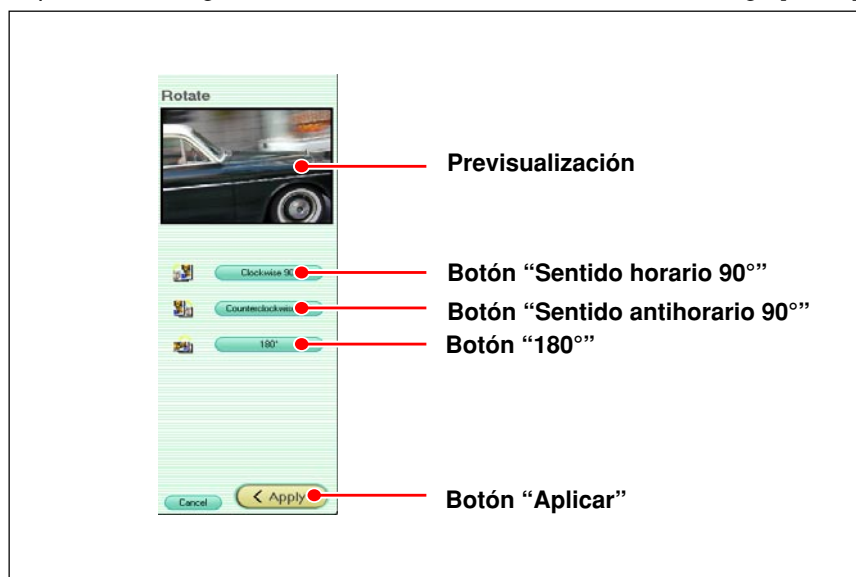 Rotate
Previsualización
Clockwise 90
Botón “Sentido horario 90°”
Botón “Sentido antihorario 90°”
180°
Botón “180°”
Cancel
< Apply
Botón “Aplicar”